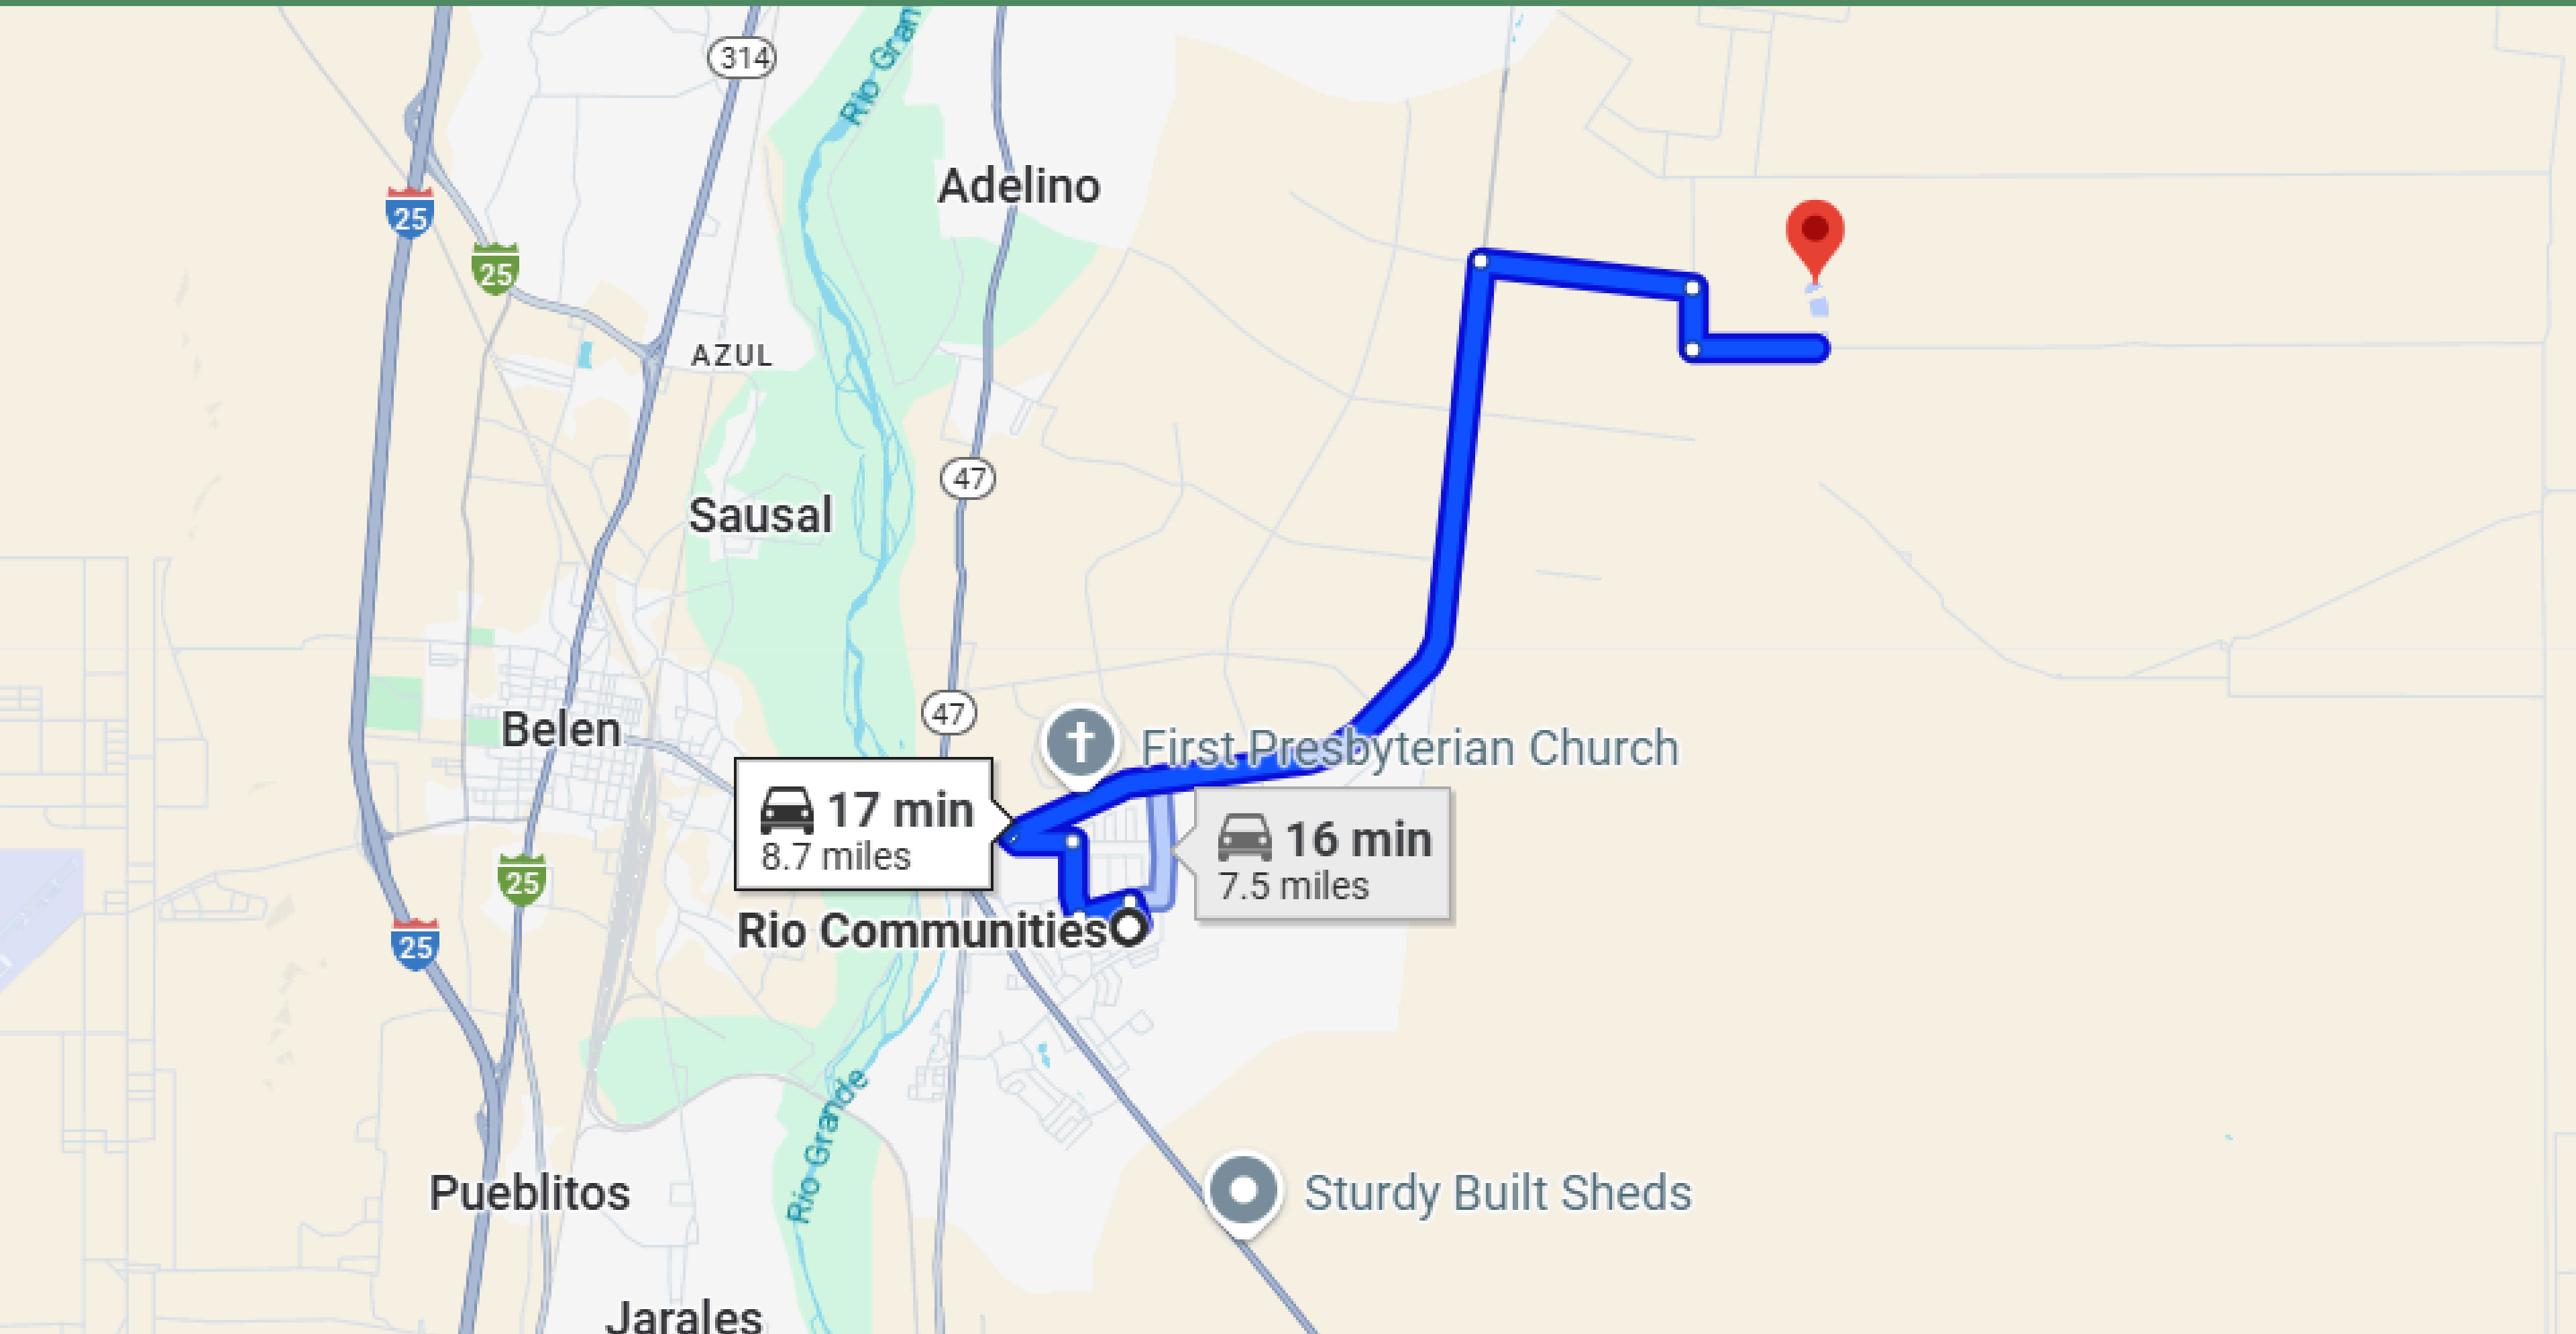 314
Rio Gran
Adelino
25
25
AZUL
47
Sausal
47
Belen
First Presbyterian Church
17 min
8.7 miles
16 min
7.5 miles
25
Rio Communities
25
Rio Grande
Pueblitos
Sturdy Built Sheds
Jarales